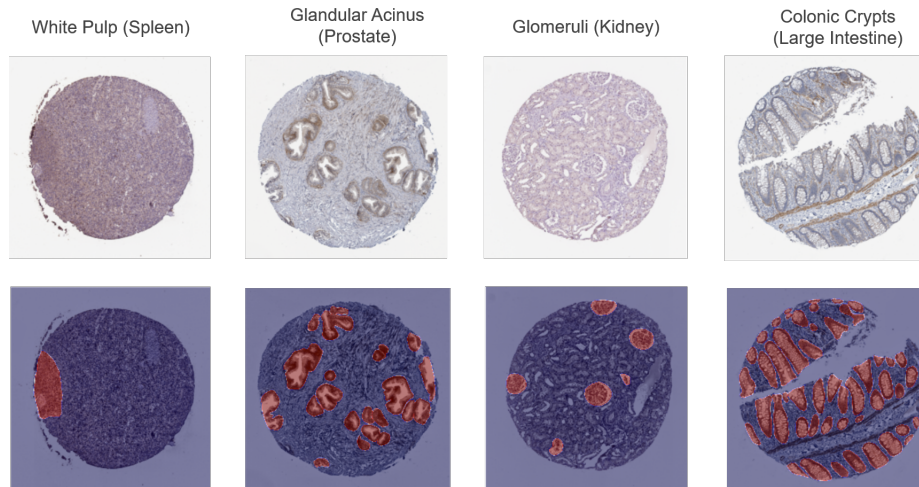 White Pulp (Spleen)
Glandular Acinus
(Prostate)
Glomeruli (Kidney)
Colonic Crypts
(Large Intestine)